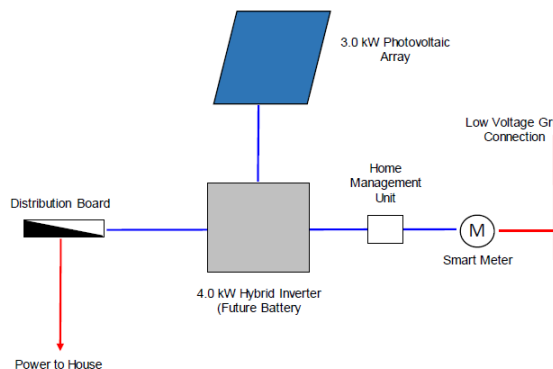 3.0 kW Photovoltaic
Array
Low Voltage Gr
Connection
Home
Management
Unit
Distribution Board
M
Smart Meter
4.0 kW Hybrid Inverter
(Future Battery
Power to House